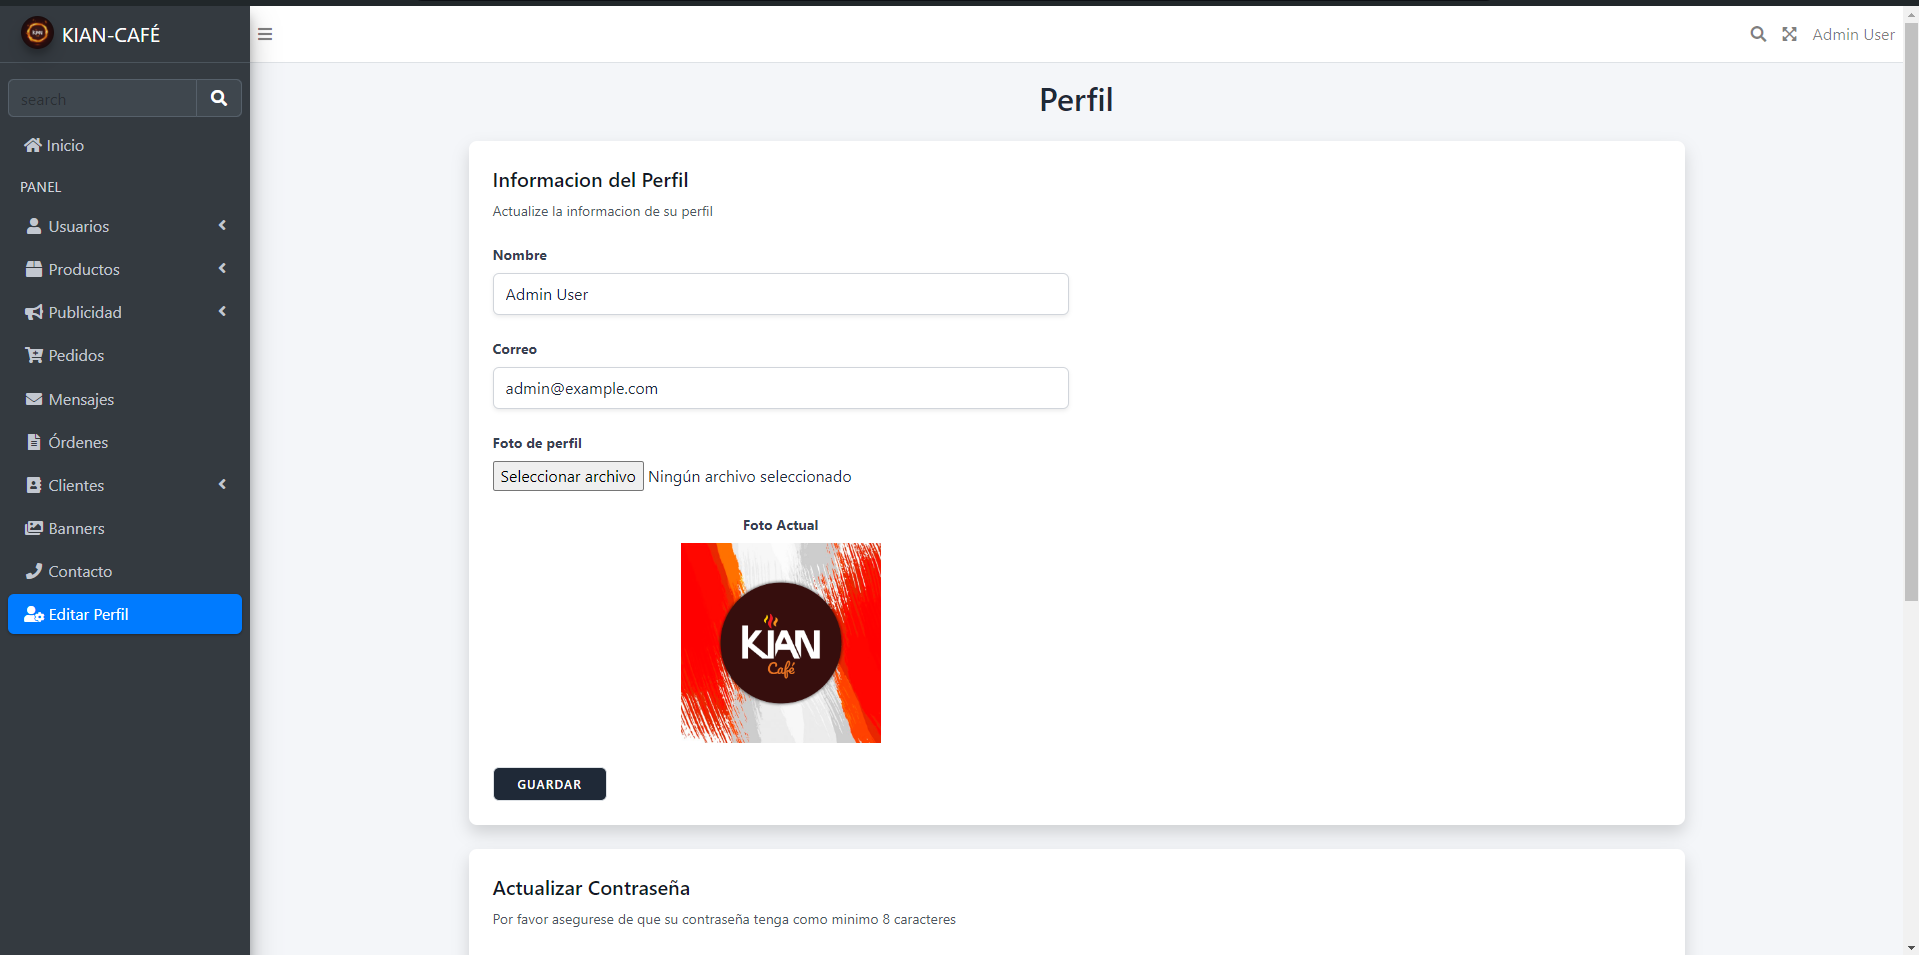 KIAN-CAFÉ
Admin User
search
Inicio
PANEL
Usuarios
Productos
Publicidad
Pedidos
Mensajes
Órdenes
Clientes
Banners
Contacto
Editar Perfil
Perfil
Informacion del Perfil
Actualize la informacion de su perfil
Nombre
Admin User
Correo
admin@example.com
Foto de perfil
Seleccionar archivo Ningún archivo seleccionado
Foto Actual
KIAN
Café
GUARDAR
Actualizar Contraseña
Por favor asegurese de que su contraseña tenga como minimo 8 caracteres